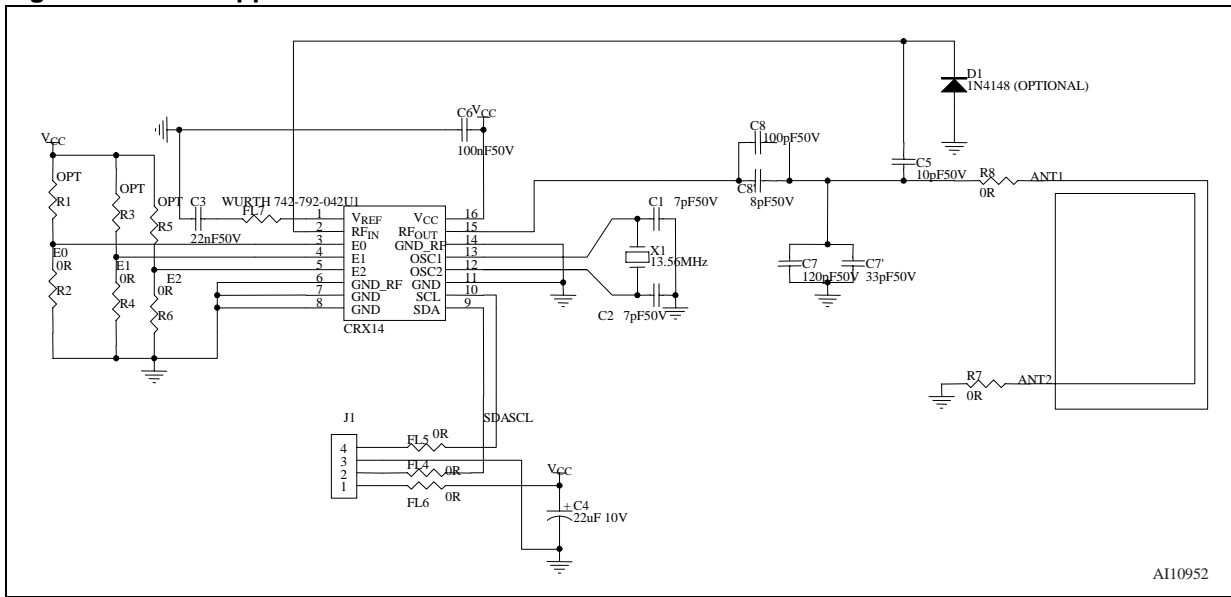 D1
1N4148 (OPTIONAL)
C6
VCC
100nF50V
C8
100pF50V
C8'
8pF50V
C5
10pF50V
R8
0R
ANT1
VCC
OPT
R1
OPT
R3
OPT
R5
C3
22nF50V
WURTH 742-792-042U1
FL7
E0
0R
R2
E1
0R
R4
E2
0R
R6
1 VREF VCC 16
2 RFIN RFOUT 15
3 E0 GND_RF 14
4 E1 OSC1 13
5 E2 OSC2 12
6 GND_RF GND 11
7 GND SCL 10
8 GND SDA 9
CRX14
C1 7pF50V
X1
13.56MHz
C2 7pF50V
C7
120nF50V
C7'
33pF50V
R7
0R
ANT2
J1
SDASCL
4
3
2
1
FL5 0R
FL4 0R
FL6 0R
VCC
+ C4
22uF 10V
AI10952